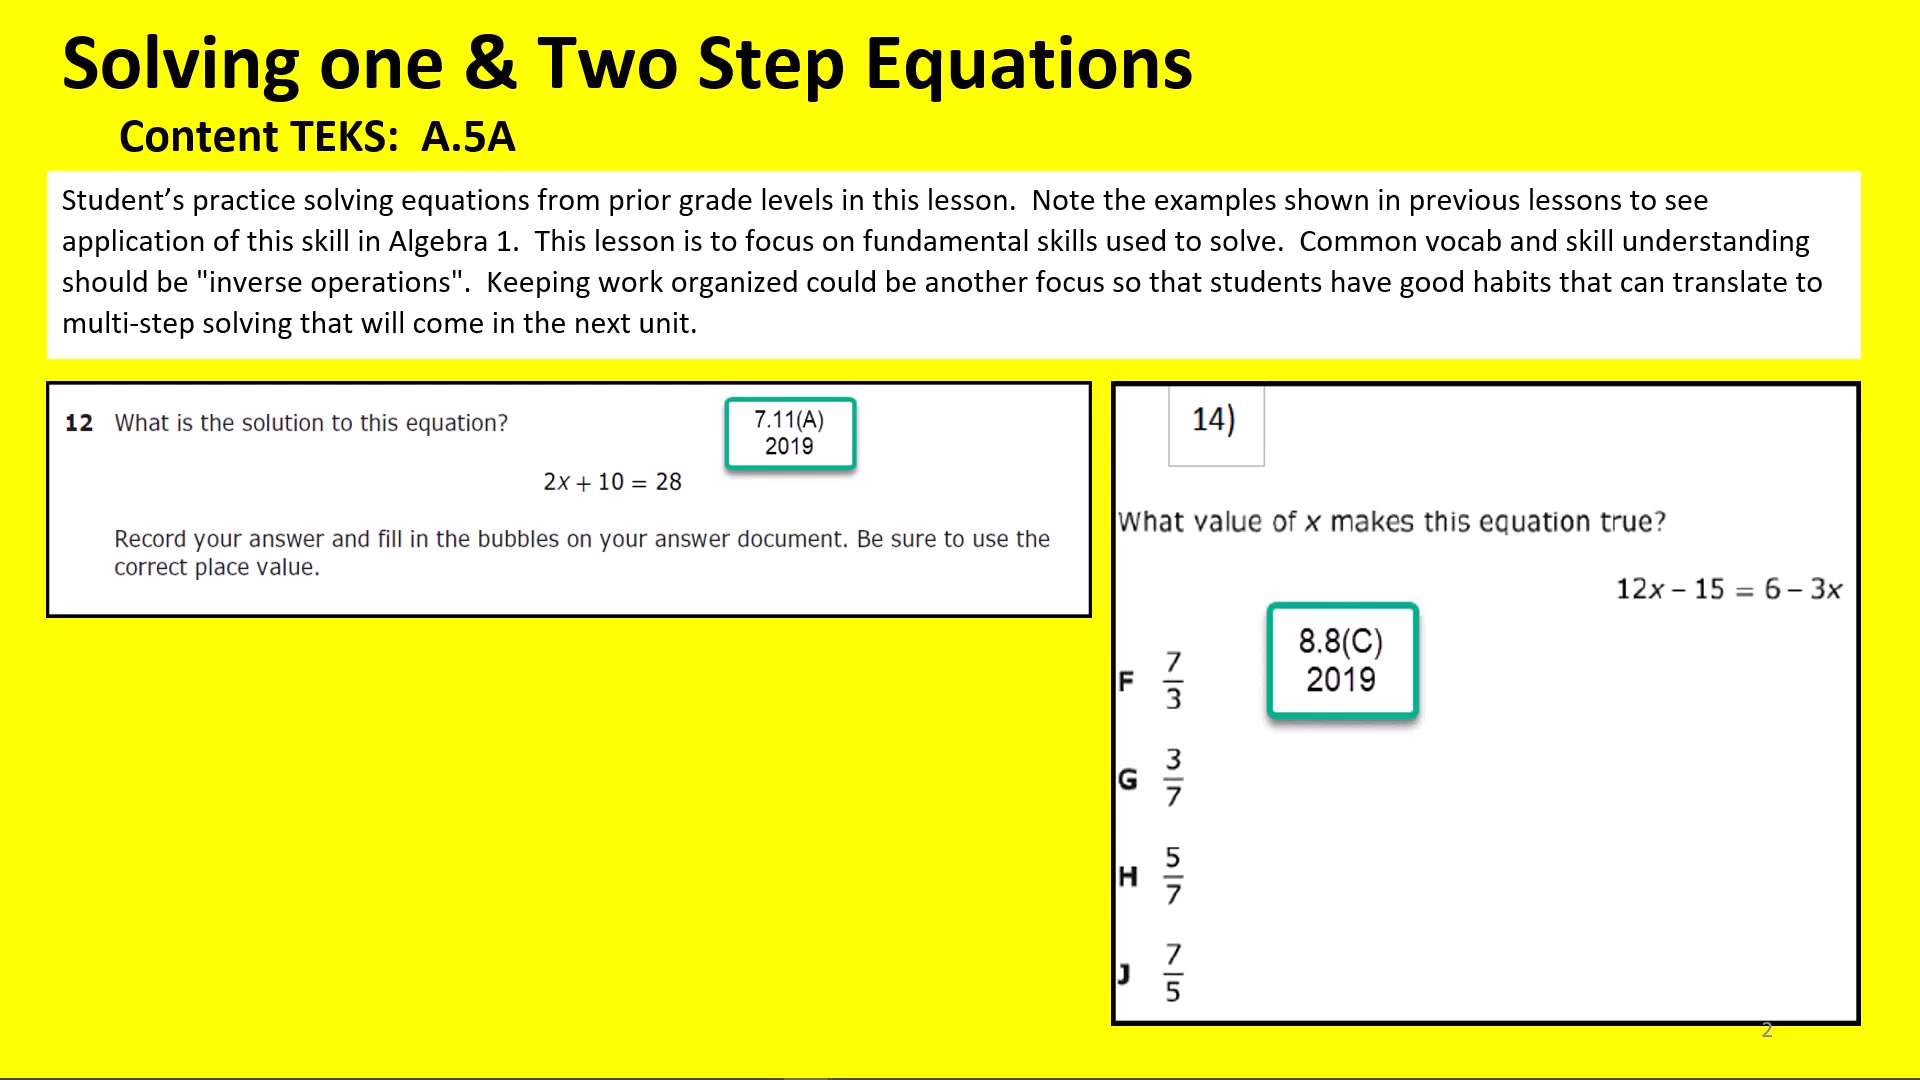 Solving one & Two Step Equations
Content TEKS:  A.5A
Student’s practice solving equations from prior grade levels in this lesson.  Note the examples shown in previous lessons to see
application of this skill in Algebra 1.  This lesson is to focus on fundamental skills used to solve.  Common vocab and skill understanding
should be "inverse operations".  Keeping work organized could be another focus so that students have good habits that can translate to
multi-step solving that will come in the next unit.
12 What is the solution to this equation?
7.11(A)
2019
2x + 10 = 28
Record your answer and fill in the bubbles on your answer document. Be sure to use the
correct place value.
14)
What value of x makes this equation true?
12x – 15 = 6 – 3x
8.8(C)
2019
F 7/3
G 3/7
H 5/7
J 7/5
2